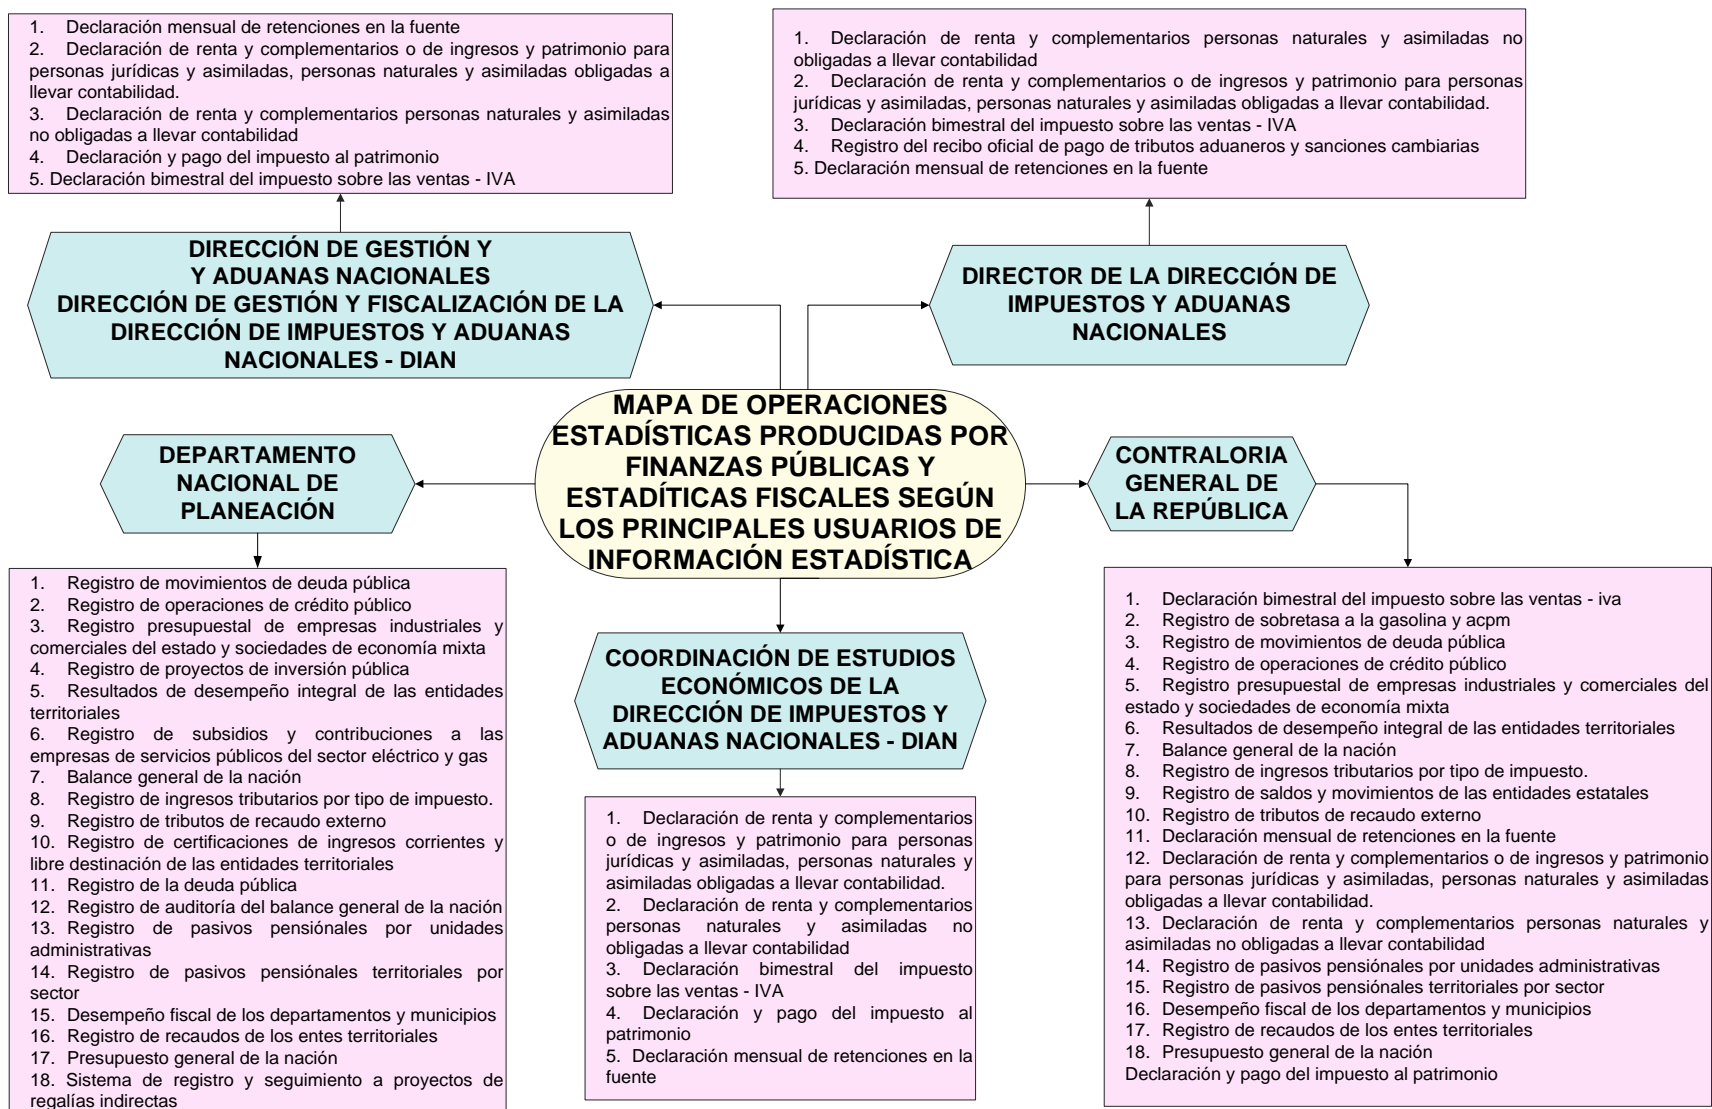 1. Declaración mensual de retenciones en la fuente
2. Declaración de renta y complementarios o de ingresos y patrimonio para
personas jurídicas y asimiladas, personas naturales y asimiladas obligadas a
llevar contabilidad.
3. Declaración de renta y complementarios personas naturales y asimiladas
no obligadas a llevar contabilidad
4. Declaración y pago del impuesto al patrimonio
5. Declaración bimestral del impuesto sobre las ventas - IVA
1. Declaración de renta y complementarios personas naturales y asimiladas no
obligadas a llevar contabilidad
2. Declaración de renta y complementarios o de ingresos y patrimonio para personas
jurídicas y asimiladas, personas naturales y asimiladas obligadas a llevar contabilidad.
3. Declaración bimestral del impuesto sobre las ventas - IVA
4. Registro del recibo oficial de pago de tributos aduaneros y sanciones cambiarias
5. Declaración mensual de retenciones en la fuente
DIRECCIÓN DE GESTIÓN Y
Y ADUANAS NACIONALES
DIRECCIÓN DE GESTIÓN Y FISCALIZACIÓN DE LA
DIRECCIÓN DE IMPUESTOS Y ADUANAS
NACIONALES - DIAN
DIRECTOR DE LA DIRECCIÓN DE
IMPUESTOS Y ADUANAS
NACIONALES
MAPA DE OPERACIONES
ESTADÍSTICAS PRODUCIDAS POR
FINANZAS PÚBLICAS Y
ESTADÍTICAS FISCALES SEGÚN
LOS PRINCIPALES USUARIOS DE
INFORMACIÓN ESTADÍSTICA
DEPARTAMENTO
NACIONAL DE
PLANEACIÓN
CONTRALORIA
GENERAL DE
LA REPÚBLICA
1. Registro de movimientos de deuda pública
2. Registro de operaciones de crédito público
3. Registro presupuestal de empresas industriales y
comerciales del estado y sociedades de economía mixta
4. Registro de proyectos de inversión pública
5. Resultados de desempeño integral de las entidades
territoriales
6. Registro de subsidios y contribuciones a las
empresas de servicios públicos del sector eléctrico y gas
7. Balance general de la nación
8. Registro de ingresos tributarios por tipo de impuesto.
9. Registro de tributos de recaudo externo
10. Registro de certificaciones de ingresos corrientes y
libre destinación de las entidades territoriales
11. Registro de la deuda pública
12. Registro de auditoría del balance general de la nación
13. Registro de pasivos pensiónales por unidades
administrativas
14. Registro de pasivos pensiónales territoriales por
sector
15. Desempeño fiscal de los departamentos y municipios
16. Registro de recaudos de los entes territoriales
17. Presupuesto general de la nación
18. Sistema de registro y seguimiento a proyectos de
regalías indirectas
COORDINACIÓN DE ESTUDIOS
ECONÓMICOS DE LA
DIRECCIÓN DE IMPUESTOS Y
ADUANAS NACIONALES - DIAN
1. Declaración de renta y complementarios
o de ingresos y patrimonio para personas
jurídicas y asimiladas, personas naturales y
asimiladas obligadas a llevar contabilidad.
2. Declaración de renta y complementarios
personas naturales y asimiladas no
obligadas a llevar contabilidad
3. Declaración bimestral del impuesto
sobre las ventas - IVA
4. Declaración y pago del impuesto al
patrimonio
5. Declaración mensual de retenciones en la
fuente
1. Declaración bimestral del impuesto sobre las ventas - iva
2. Registro de sobretasa a la gasolina y acpm
3. Registro de movimientos de deuda pública
4. Registro de operaciones de crédito público
5. Registro presupuestal de empresas industriales y comerciales del
estado y sociedades de economía mixta
6. Resultados de desempeño integral de las entidades territoriales
7. Balance general de la nación
8. Registro de ingresos tributarios por tipo de impuesto.
9. Registro de saldos y movimientos de las entidades estatales
10. Registro de tributos de recaudo externo
11. Declaración mensual de retenciones en la fuente
12. Declaración de renta y complementarios o de ingresos y patrimonio
para personas jurídicas y asimiladas, personas naturales y asimiladas
obligadas a llevar contabilidad.
13. Declaración de renta y complementarios personas naturales y
asimiladas no obligadas a llevar contabilidad
14. Registro de pasivos pensiónales por unidades administrativas
15. Registro de pasivos pensiónales territoriales por sector
16. Desempeño fiscal de los departamentos y municipios
17. Registro de recaudos de los entes territoriales
18. Presupuesto general de la nación
Declaración y pago del impuesto al patrimonio